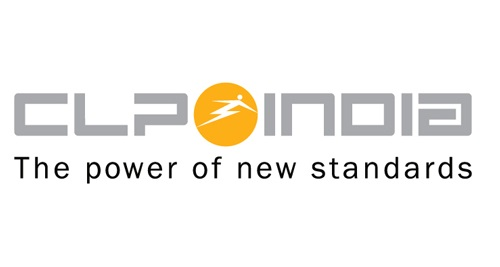 CLP INDIA
The power of new standards